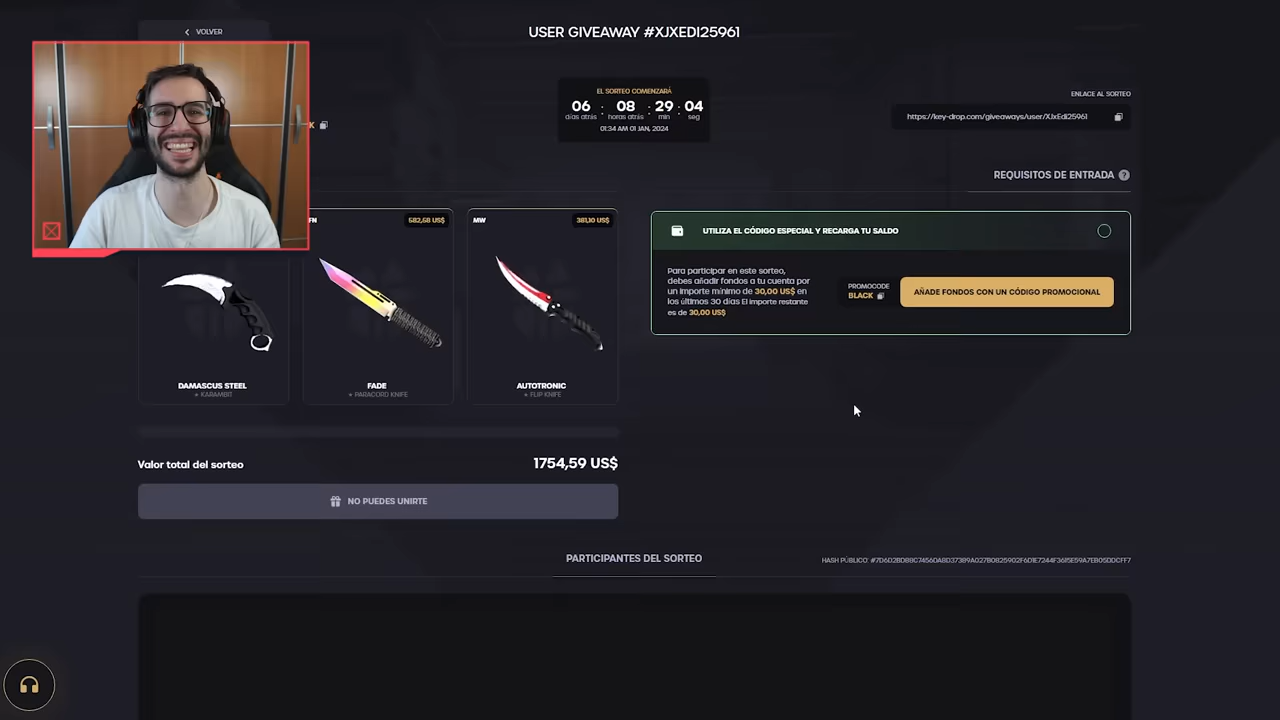 VOLVER
USER GIVEAWAY #XJXEDI25961
EL SORTEO COMENZARÁ
06 : 08 : 29 : 04
días atrás horas atrás min seg
01:34 AM 01 JAN, 2024
ENLACE AL SORTEO
https://key-drop.com/giveaways/user/XJxEdi25961
K
REQUISITOS DE ENTRADA ?
FN 582,58 US$
MW 361,10 US$
UTILIZA EL CÓDIGO ESPECIAL Y RECARGA TU SALDO
Para participar en este sorteo,
debes añadir fondos a tu cuenta por
un importe mínimo de 30,00 US$ en
los últimos 30 días El importe restante
es de 30,00 US$
PROMOCODE
BLACK
AÑADE FONDOS CON UN CÓDIGO PROMOCIONAL
DAMASCUS STEEL
★ KARAMBIT
FADE
★ PARACORD KNIFE
AUTOTRONIC
★ FLIP KNIFE
Valor total del sorteo 1754,59 US$
NO PUEDES UNIRTE
PARTICIPANTES DEL SORTEO
HASH PÚBLICO: